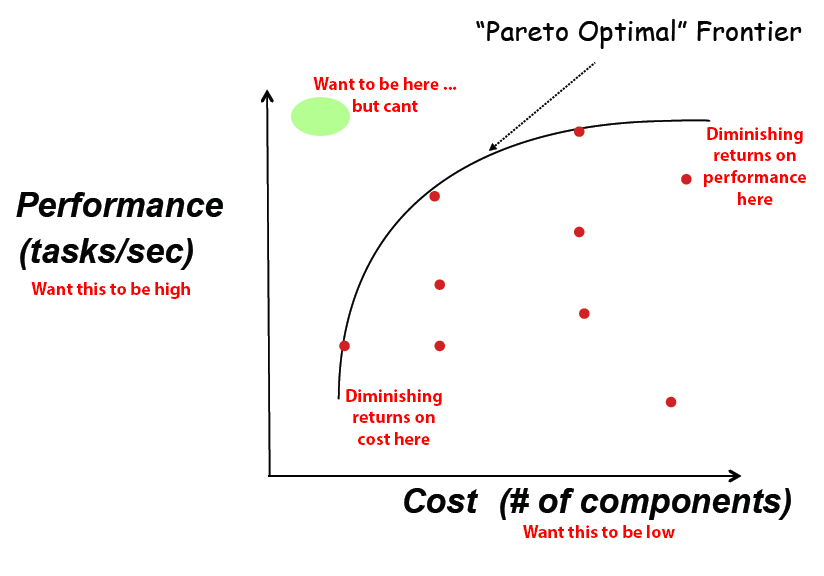 “Pareto Optimal” Frontier
Want to be here ...
but cant
Diminishing
returns on
performance
here
Performance
(tasks/sec)
Want this to be high
Diminishing
returns on
cost here
Cost (# of components)
Want this to be low